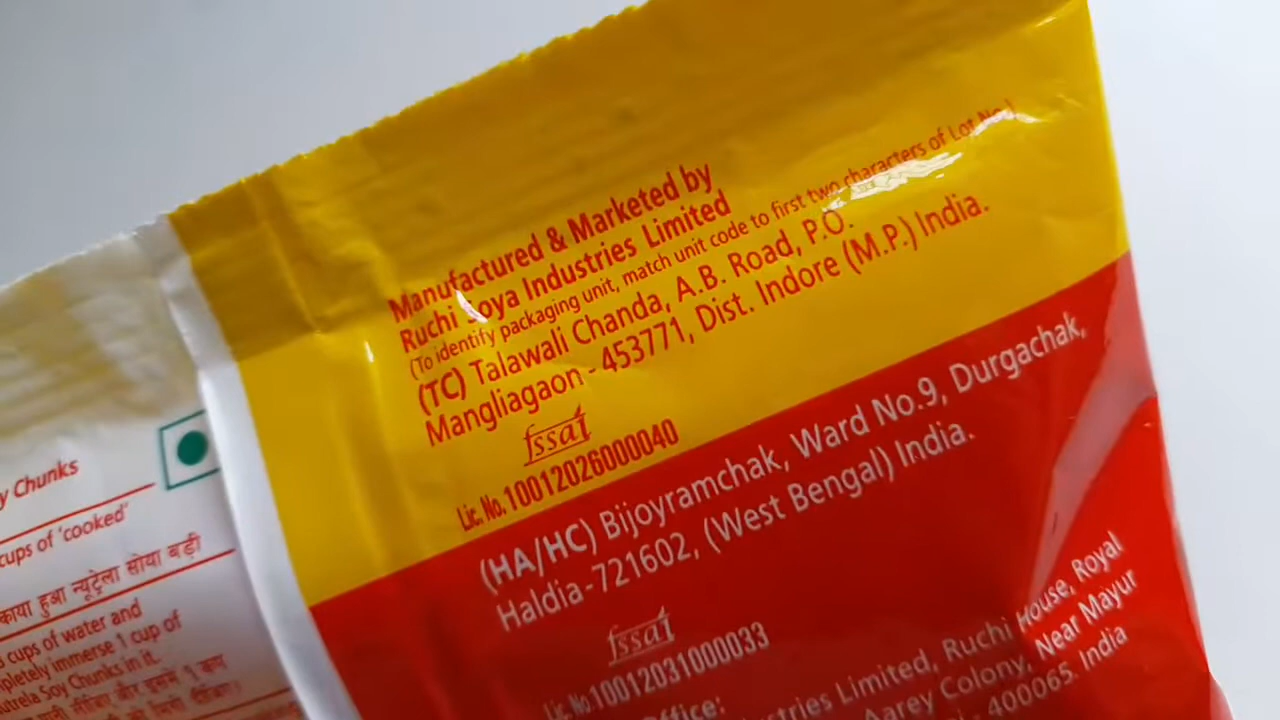 Manufactured & Marketed by
Ruchi Soya Industries Limited
(To identify packaging unit, match unit code to first two characters of Lot No.)
(TC) Talawali Chanda, A.B. Road, P.O.
Mangliagaon - 453771, Dist. Indore (M.P.) India.
fssai
Lic. No. 10012026000040
(HA/HC) Bijoyramchak, Ward No.9, Durgachak,
Haldia-721602, (West Bengal) India.
fssai
Lic. No. 10012031000033
Office:
Limited, Ruchi House, Royal
Aarey Colony, Near Mayur
400065. India
Chunks
cups of 'cooked'
हुआ न्यूट्रेला सोया बड़ी
cups of water and
immerse 1 cup of
Soy Chunks in it.